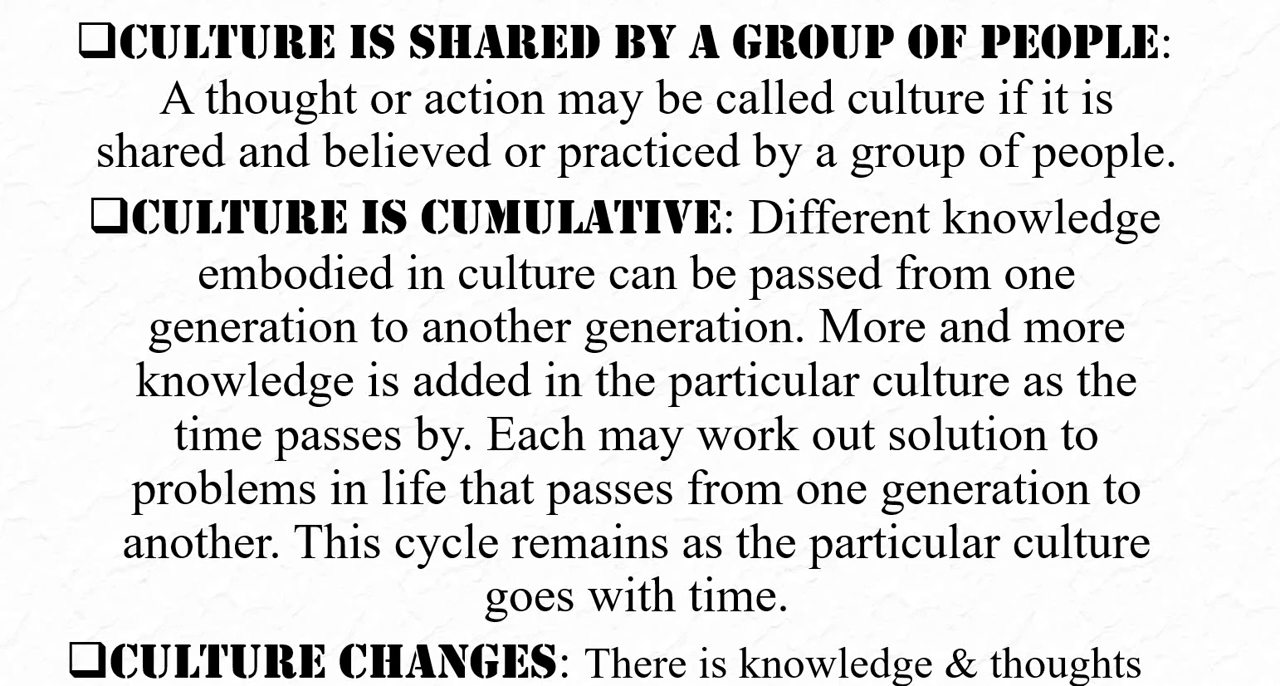 ❑CULTURE IS SHARED BY A GROUP OF PEOPLE:
A thought or action may be called culture if it is
shared and believed or practiced by a group of people.
❑CULTURE IS CUMULATIVE: Different knowledge
embodied in culture can be passed from one
generation to another generation. More and more
knowledge is added in the particular culture as the
time passes by. Each may work out solution to
problems in life that passes from one generation to
another. This cycle remains as the particular culture
goes with time.
❑CULTURE CHANGES: There is knowledge & thoughts